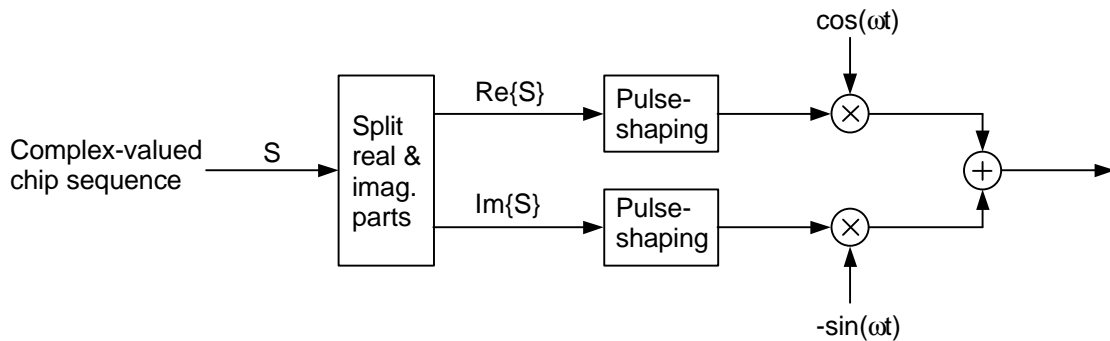 cos(ωt)
Complex-valued
chip sequence
S
Split
real &
imag.
parts
Re{S}
Pulse-
shaping
Im{S}
Pulse-
shaping
-sin(ωt)